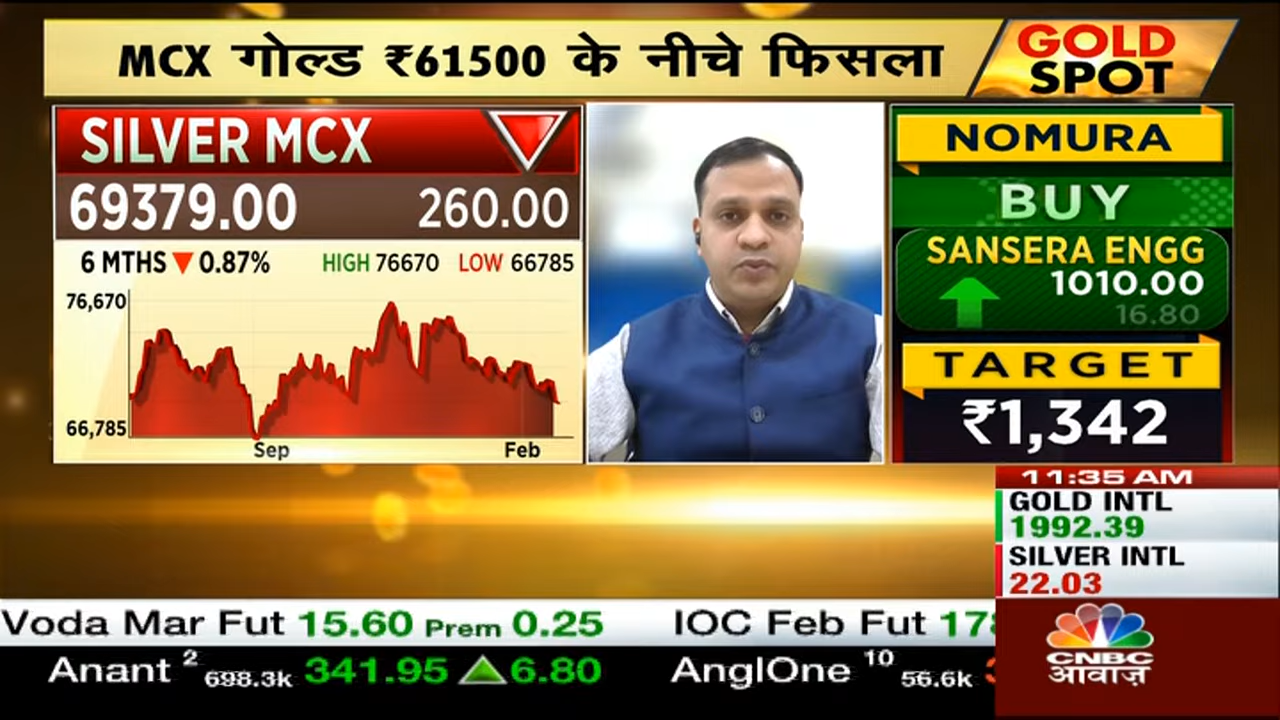 MCX गोल्ड ₹61500 के नीचे फिसला
GOLD
SPOT
SILVER MCX
69379.00 260.00
6 MTHS ▼ 0.87% HIGH 76670 LOW 66785
76,670
66,785
Sep Feb
NOMURA
BUY
SANSERA ENGG
1010.00
16.80
TARGET
₹1,342
11:35 AM
GOLD INTL
1992.39
SILVER INTL
22.03
Voda Mar Fut 15.60 Prem 0.25 IOC Feb Fut
Anant 2 698.3k 341.95 ▲ 6.80 AnglOne 10 56.6k
CNBC
आवाज़